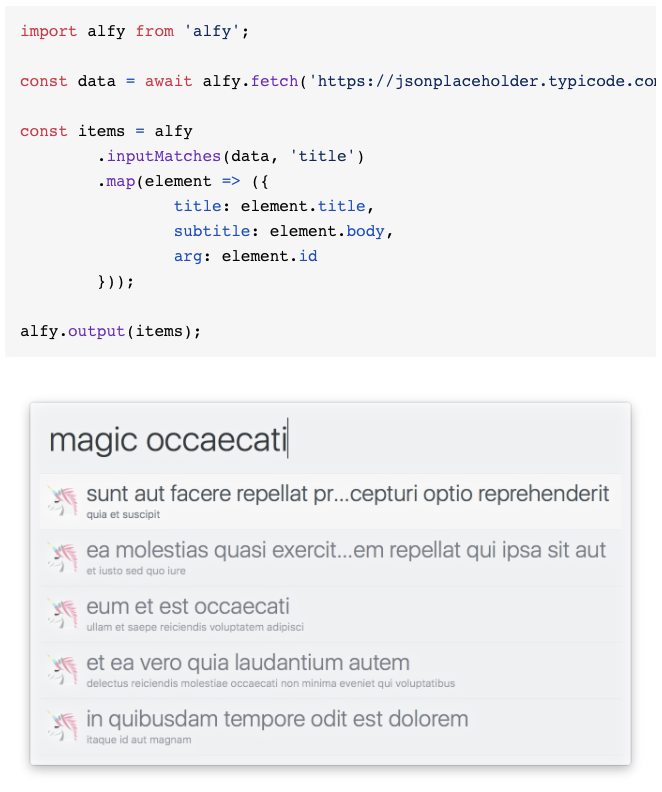 import alfy from 'alfy';
const data = await alfy.fetch('https://jsonplaceholder.typicode.co
const items = alfy
.inputMatches(data, 'title')
.map(element => ({
title: element.title,
subtitle: element.body,
arg: element.id
}));
alfy.output(items);
magic occaecati
sunt aut facere repellat pr...cepturi optio reprehenderit
quia et suscipit
ea molestias quasi exercit...em repellat qui ipsa sit aut
et iusto sed quo iure
eum et est occaecati
ullam et saepe reiciendis voluptatem adipisci
et ea vero quia laudantium autem
delectus reiciendis molestiae occaecati non minima eveniet qui voluptatibus
in quibusdam tempore odit est dolorem
itaque id aut magnam